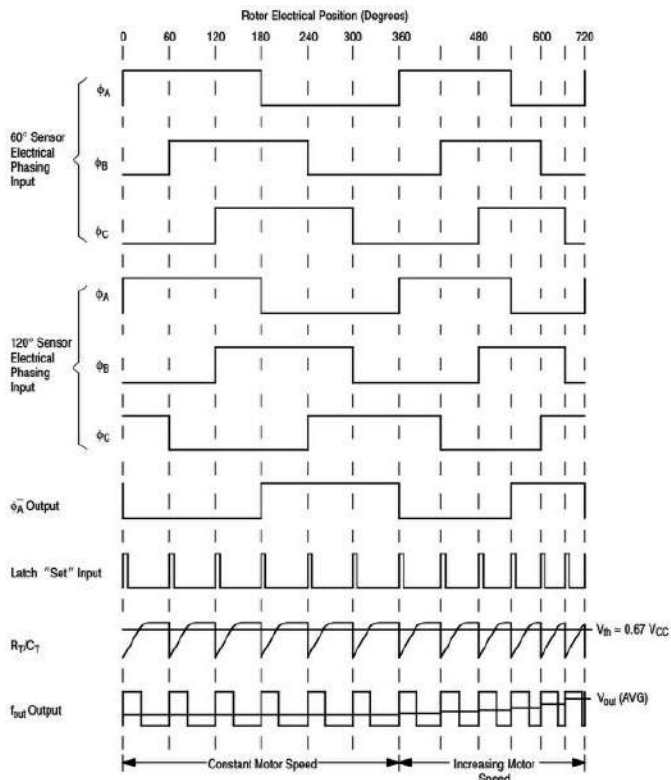 Rotor Electrical Position (Degrees)
0 60 120 180 240 300 360 480 600 720
60° Sensor
Electrical
Phasing
Input
ϕA
ϕB
ϕC
120° Sensor
Electrical
Phasing
Input
ϕA
ϕB
ϕC
ϕA Output
Latch "Set" Input
RT/CT
Vth = 0.67 VCC
fout Output
Vout (AVG)
Constant Motor Speed
Increasing Motor
Speed